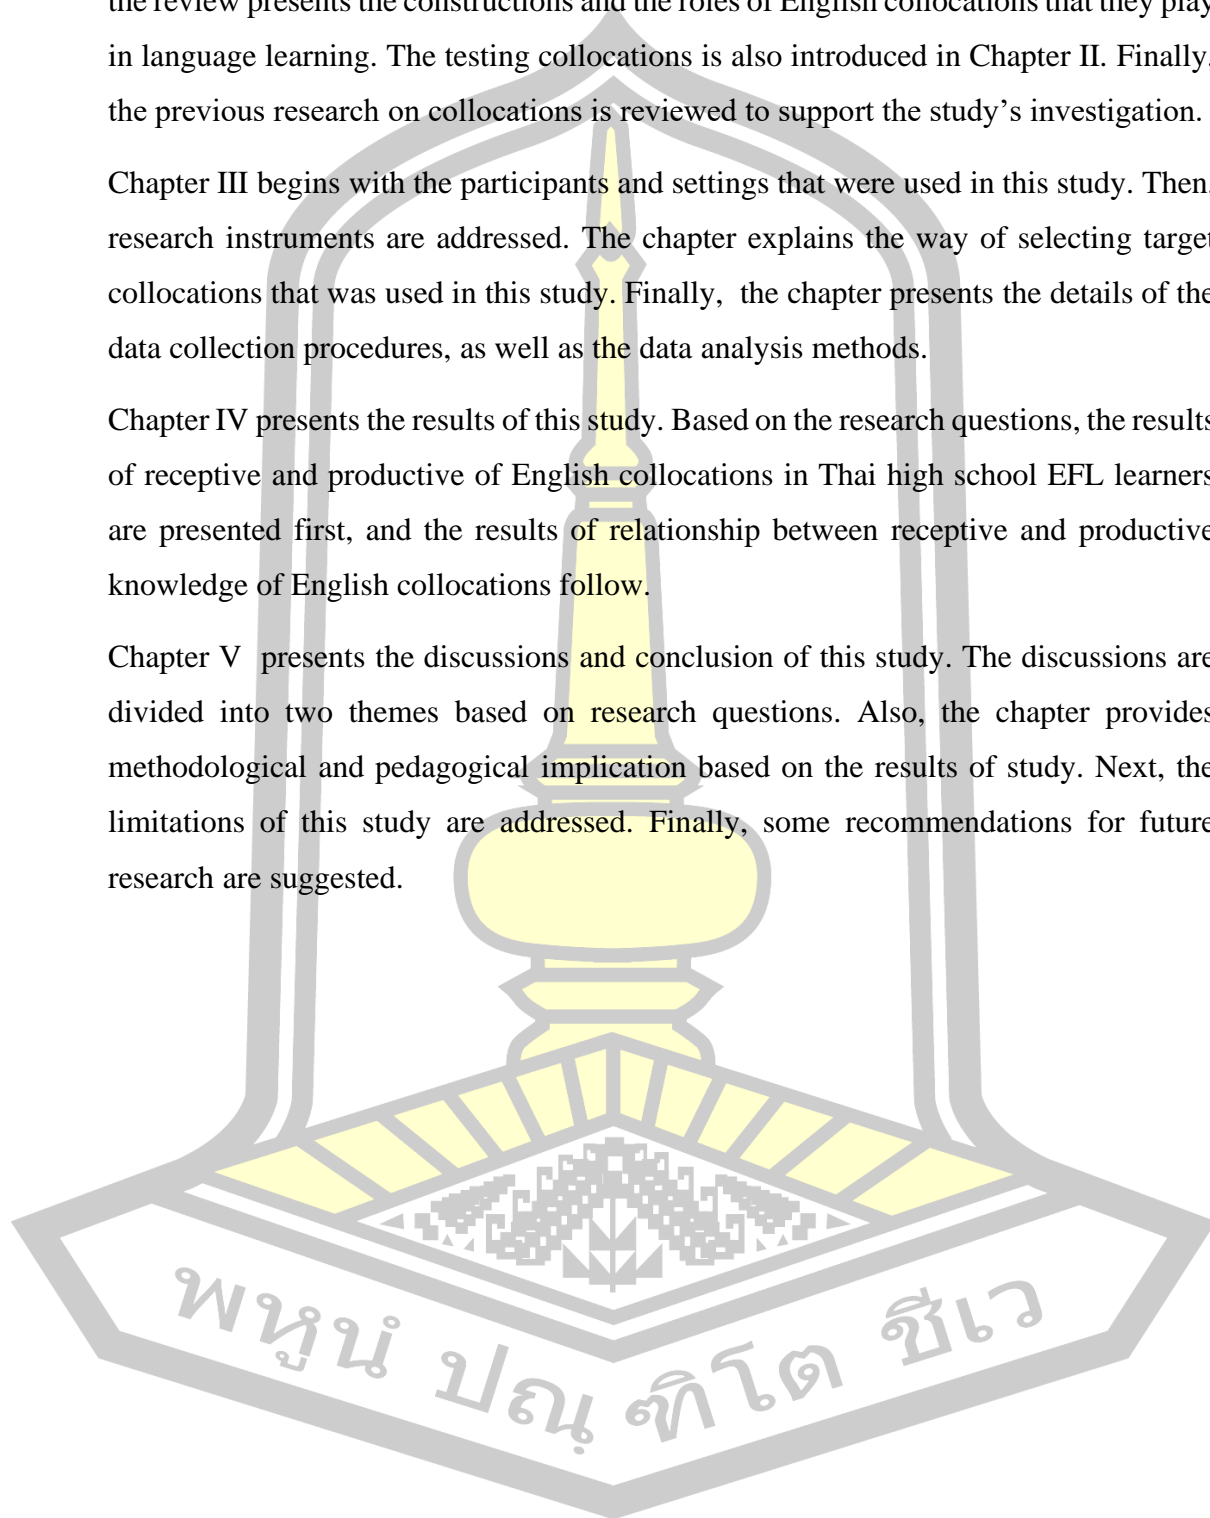 the review presents the constructions and the roles of English collocations that they play
in language learning. The testing collocations is also introduced in Chapter II. Finally,
the previous research on collocations is reviewed to support the study’s investigation.
Chapter III begins with the participants and settings that were used in this study. Then,
research instruments are addressed. The chapter explains the way of selecting target
collocations that was used in this study. Finally, the chapter presents the details of the
data collection procedures, as well as the data analysis methods.
Chapter IV presents the results of this study. Based on the research questions, the results
of receptive and productive of English collocations in Thai high school EFL learners
are presented first, and the results of relationship between receptive and productive
knowledge of English collocations follow.
Chapter V presents the discussions and conclusion of this study. The discussions are
divided into two themes based on research questions. Also, the chapter provides
methodological and pedagogical implication based on the results of study. Next, the
limitations of this study are addressed. Finally, some recommendations for future
research are suggested.
พหูนํ ปณฺ ฑิโต ชีเว